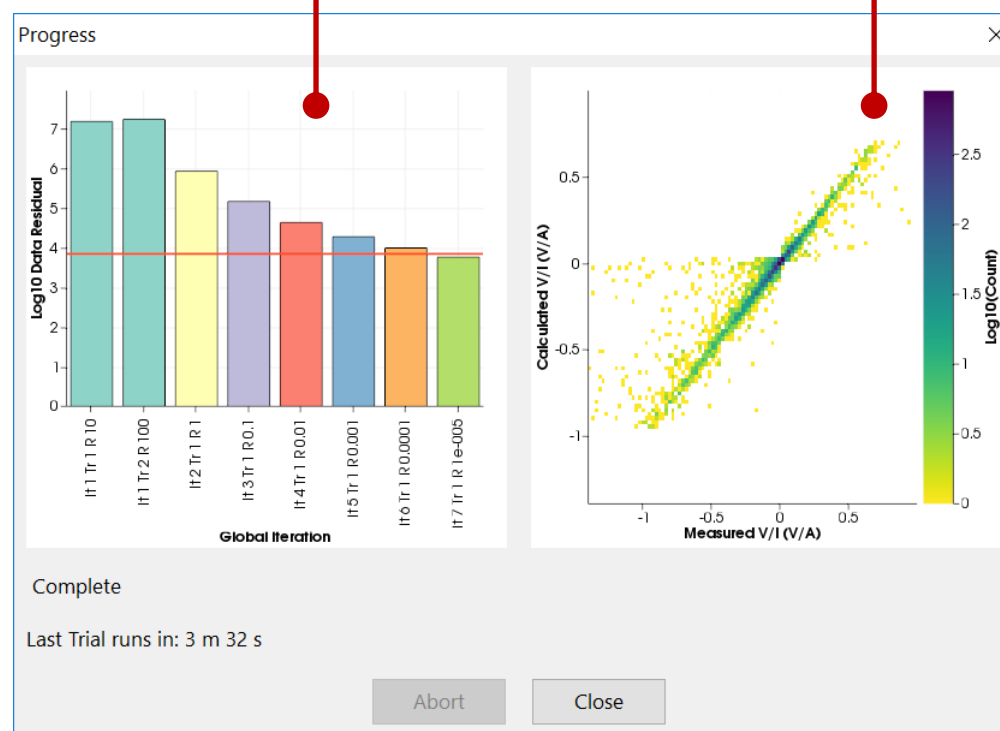 Progress
Log10 Data Residual
7
6
5
4
3
2
1
0
It 1 Tr 1 R 10
It 1 Tr 2 R 100
It 2 Tr 1 R 1
It 3 Tr 1 R 0.1
It 4 Tr 1 R 0.01
It 5 Tr 1 R 0.001
It 6 Tr 1 R 0.0001
It 7 Tr 1 R 1e-005
Global Iteration
Calculated V/I (V/A)
0.5
0
-0.5
-1
-1
-0.5
0
0.5
Measured V/I (V/A)
2.5
2
1.5
1
0.5
0
Log10(Count)
Complete
Last Trial runs in: 3 m 32 s
Abort
Close